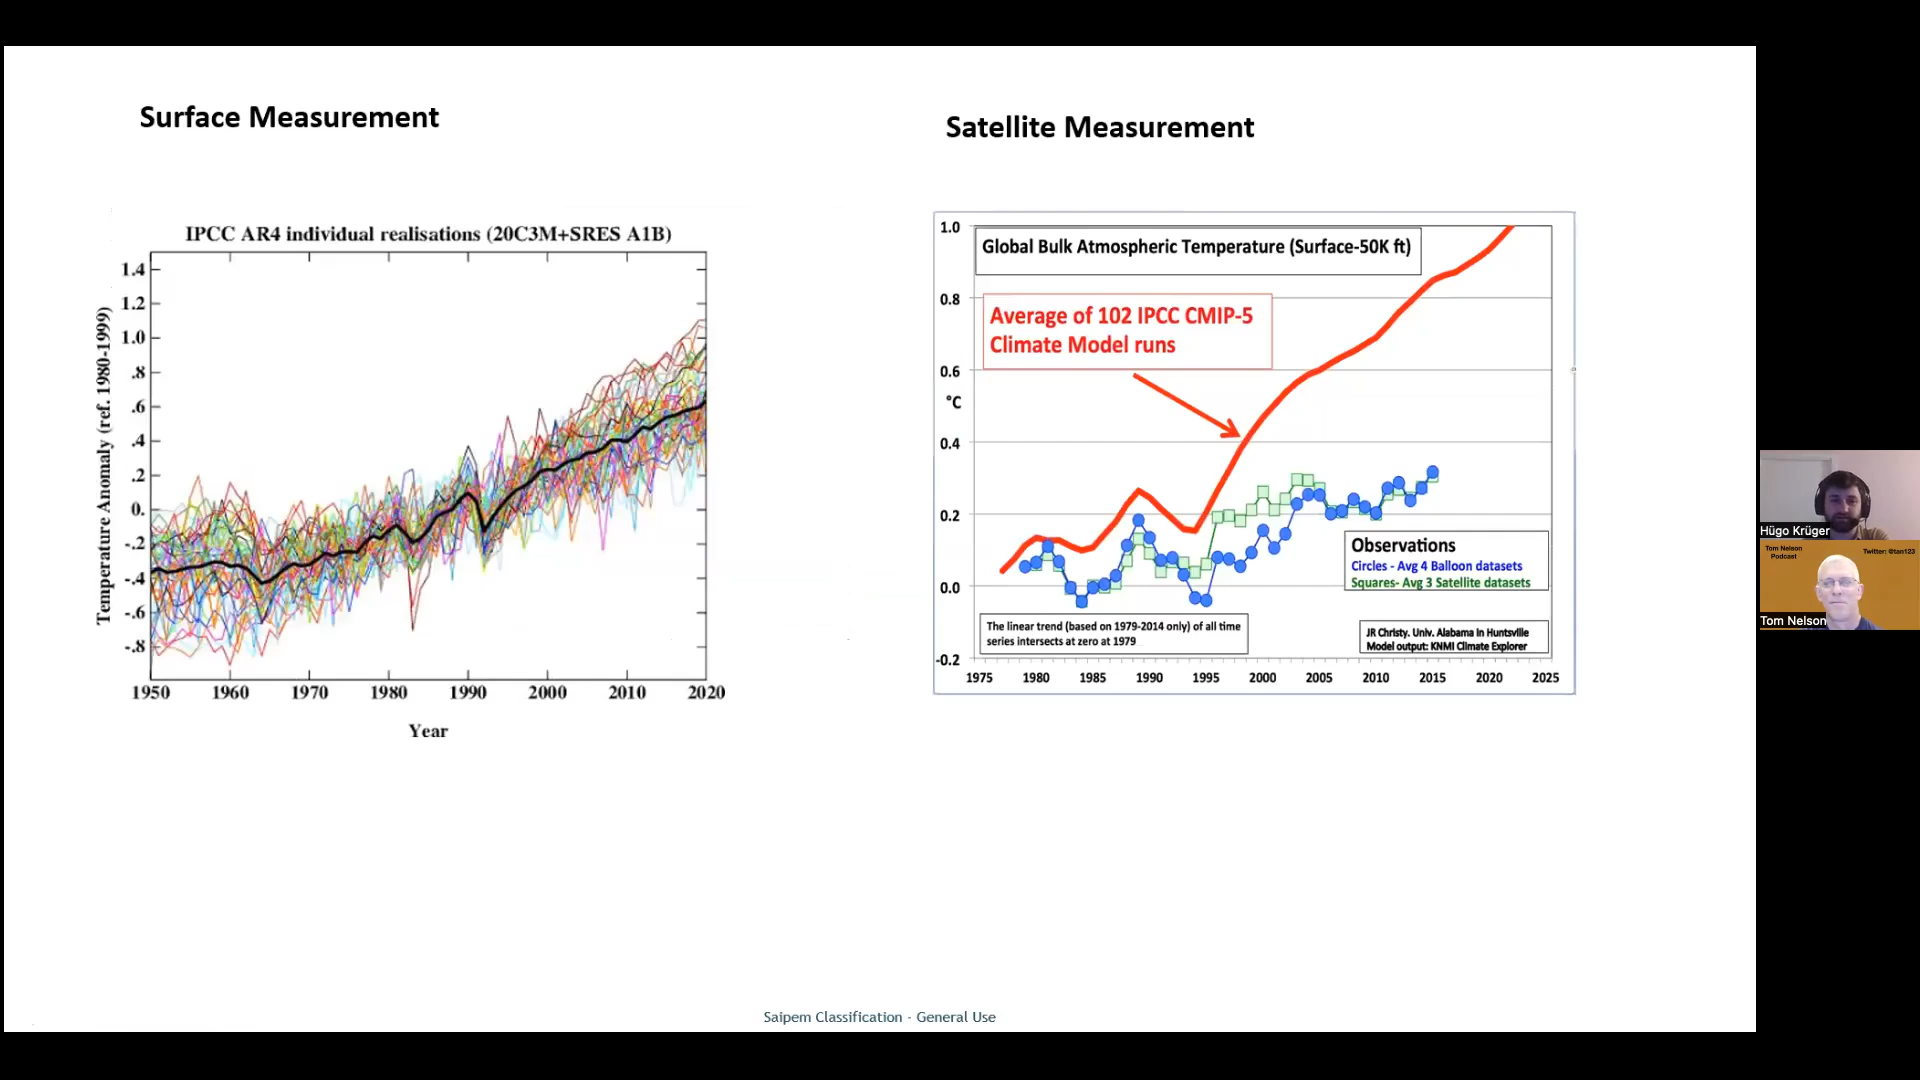 Surface Measurement
IPCC AR4 individual realisations (20C3M+SRES A1B)
1.4
1.2
1.0
.8
.6
.4
.2
0.
-.2
-.4
-.6
-.8
Temperature Anomaly (ref. 1980-1999)
1950 1960 1970 1980 1990 2000 2010 2020
Year
Satellite Measurement
1.0
0.8
0.6
°C
0.4
0.2
0.0
-0.2
Global Bulk Atmospheric Temperature (Surface-50K ft)
Average of 102 IPCC CMIP-5
Climate Model runs
Observations
Circles - Avg 4 Balloon datasets
Squares- Avg 3 Satellite datasets
The linear trend (based on 1979-2014 only) of all time
series intersects at zero at 1979
JR Christy. Univ. Alabama in Huntsville
Model output: KNMI Climate Explorer
1975 1980 1985 1990 1995 2000 2005 2010 2015 2020 2025
Saipem Classification - General Use
Hügo Krüger
Tom Nelson
Podcast
Twitter: @tan123
Tom Nelson